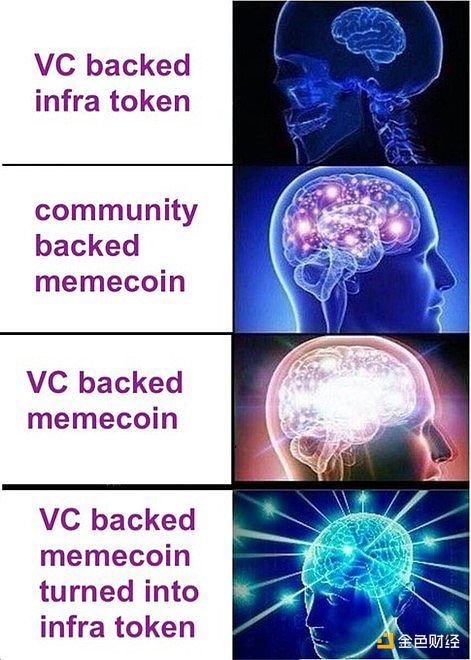 VC backed
infra token
community
backed
memecoin
VC backed
memecoin
VC backed
memecoin
turned into
infra token
金色财经